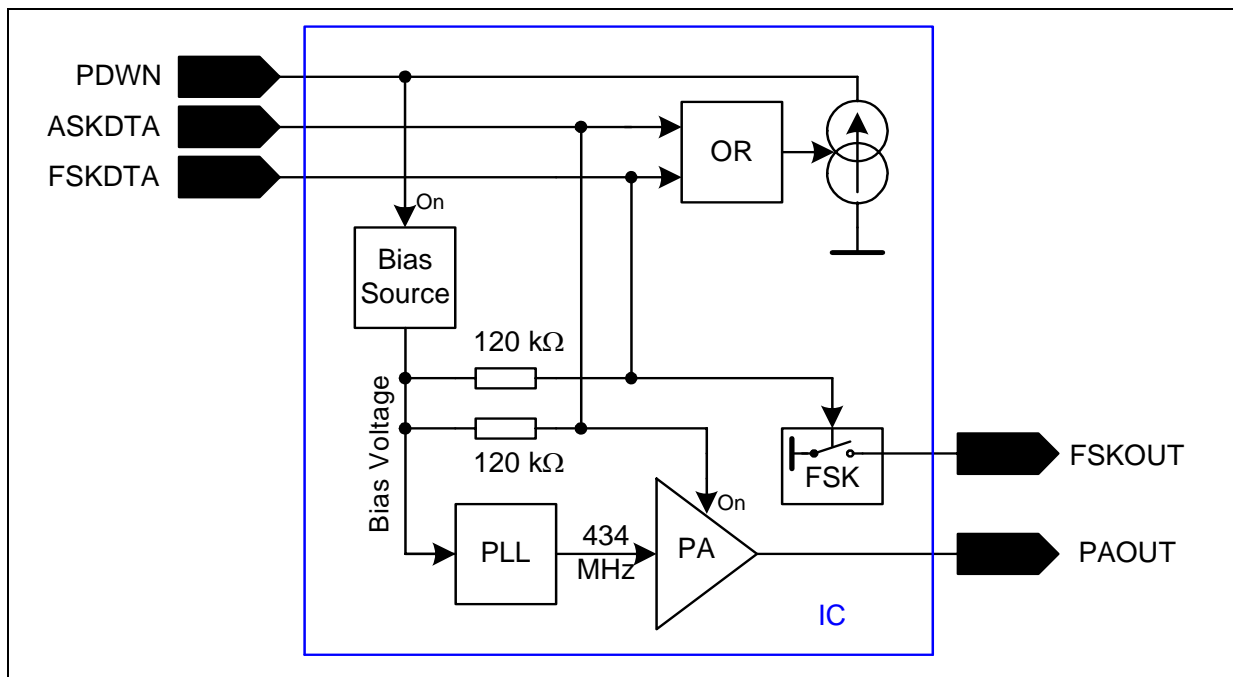 PDWN
ASKDTA
FSKDTA
OR
On
Bias
Source
120 kΩ
Bias Voltage
120 kΩ
FSK
FSKOUT
On
PLL
434
MHz
PA
PAOUT
IC